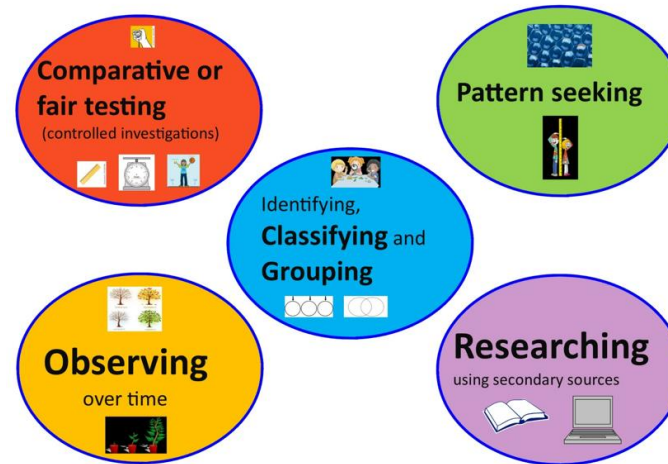 Comparative or
fair testing
(controlled investigations)
Pattern seeking
Identifying,
Classifying and
Grouping
Observing
over time
Researching
using secondary sources